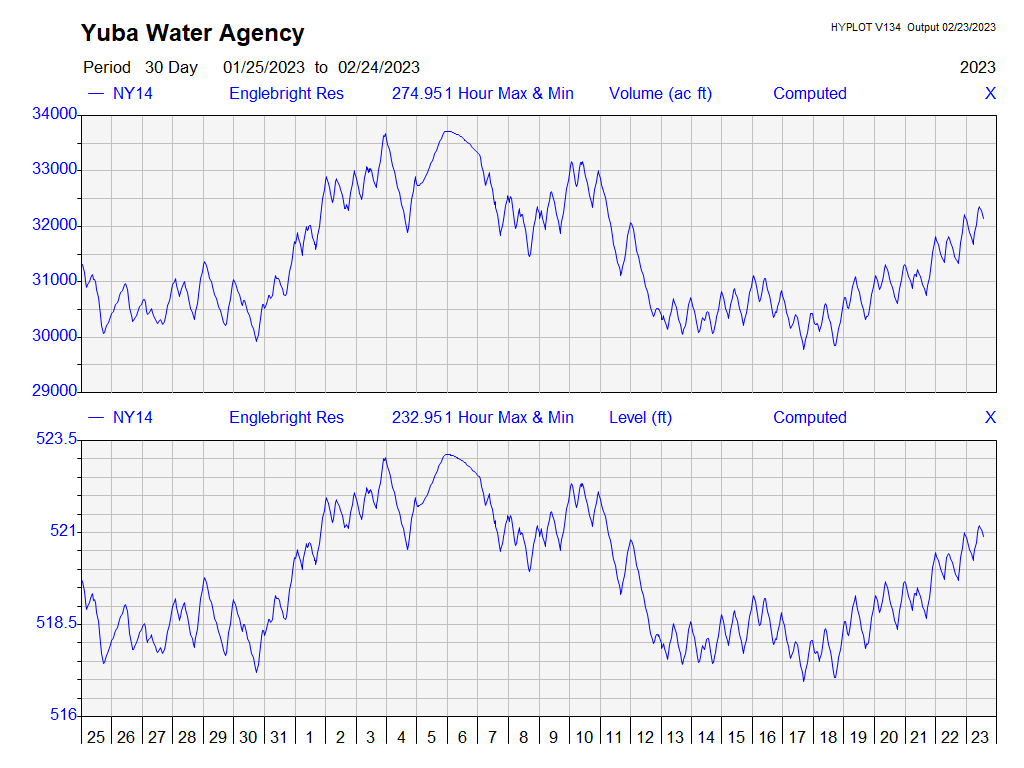 Yuba Water Agency
HYPLOT V134 Output 02/23/2023
Period 30 Day 01/25/2023 to 02/24/2023 2023
NY14 Englebright Res 274.951 Hour Max & Min Volume (ac ft) Computed X
34000
33000
32000
31000
30000
29000
NY14 Englebright Res 232.951 Hour Max & Min Level (ft) Computed X
523.5
521
518.5
516
25 26 27 28 29 30 31 1 2 3 4 5 6 7 8 9 10 11 12 13 14 15 16 17 18 19 20 21 22 23